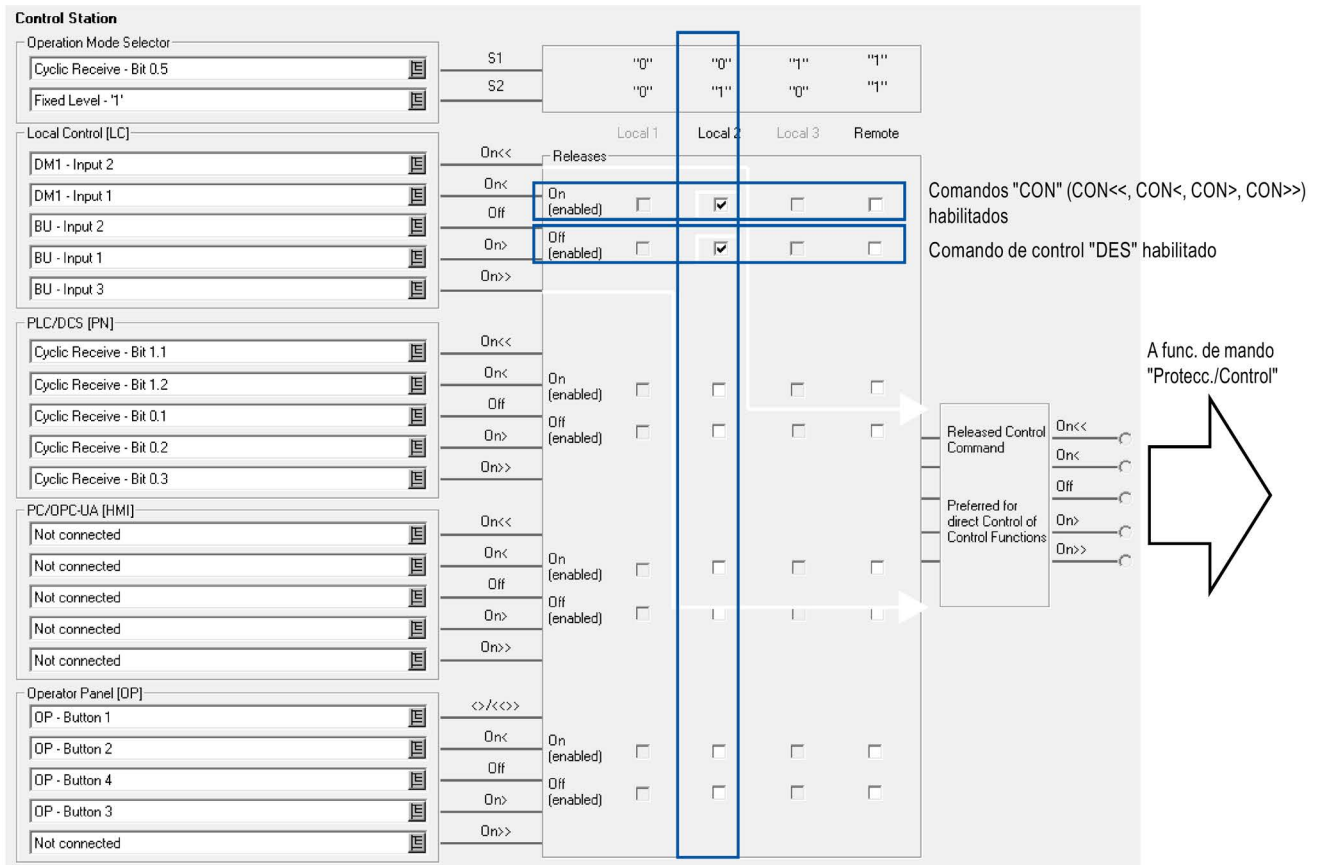 Control Station
Operation Mode Selector
Cyclic Receive - Bit 0.5
Fixed Level - '1'
S1
S2
"0" "0" "1" "1"
"0" "1" "0" "1"
Local 1 Local 2 Local 3 Remote
Local Control [LC]
DM1 - Input 2
DM1 - Input 1
BU - Input 2
BU - Input 1
BU - Input 3
On<<
On<
Off
On>
On>>
Releases
On
(enabled)
Off
(enabled)
Comandos "CON" (CON<<, CON<, CON>, CON>>)
habilitados
Comando de control "DES" habilitado
PLC/DCS [PN]
Cyclic Receive - Bit 1.1
Cyclic Receive - Bit 1.2
Cyclic Receive - Bit 0.1
Cyclic Receive - Bit 0.2
Cyclic Receive - Bit 0.3
On<<
On<
Off
On>
On>>
On
(enabled)
Off
(enabled)
PC/OPC-UA [HMI]
Not connected
Not connected
Not connected
Not connected
Not connected
On<<
On<
Off
On>
On>>
On
(enabled)
Off
(enabled)
Operator Panel [OP]
OP - Button 1
OP - Button 2
OP - Button 4
OP - Button 3
Not connected
<>/<<>>
On<
Off
On>
On>>
On
(enabled)
Off
(enabled)
Released Control
Command
Preferred for
direct Control of
Control Functions
On<<
On<
Off
On>
On>>
A func. de mando
"Protecc./Control"